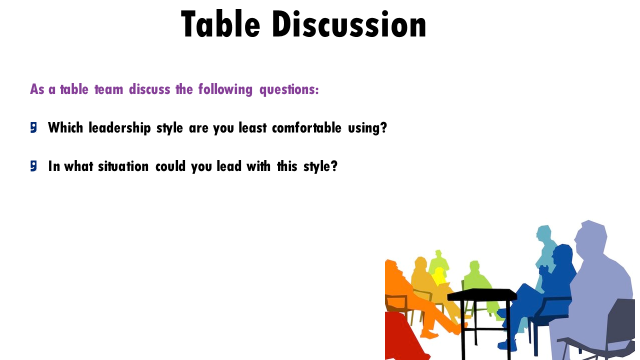 Table Discussion
As a table team discuss the following questions:
Which leadership style are you least comfortable using?
In what situation could you lead with this style?